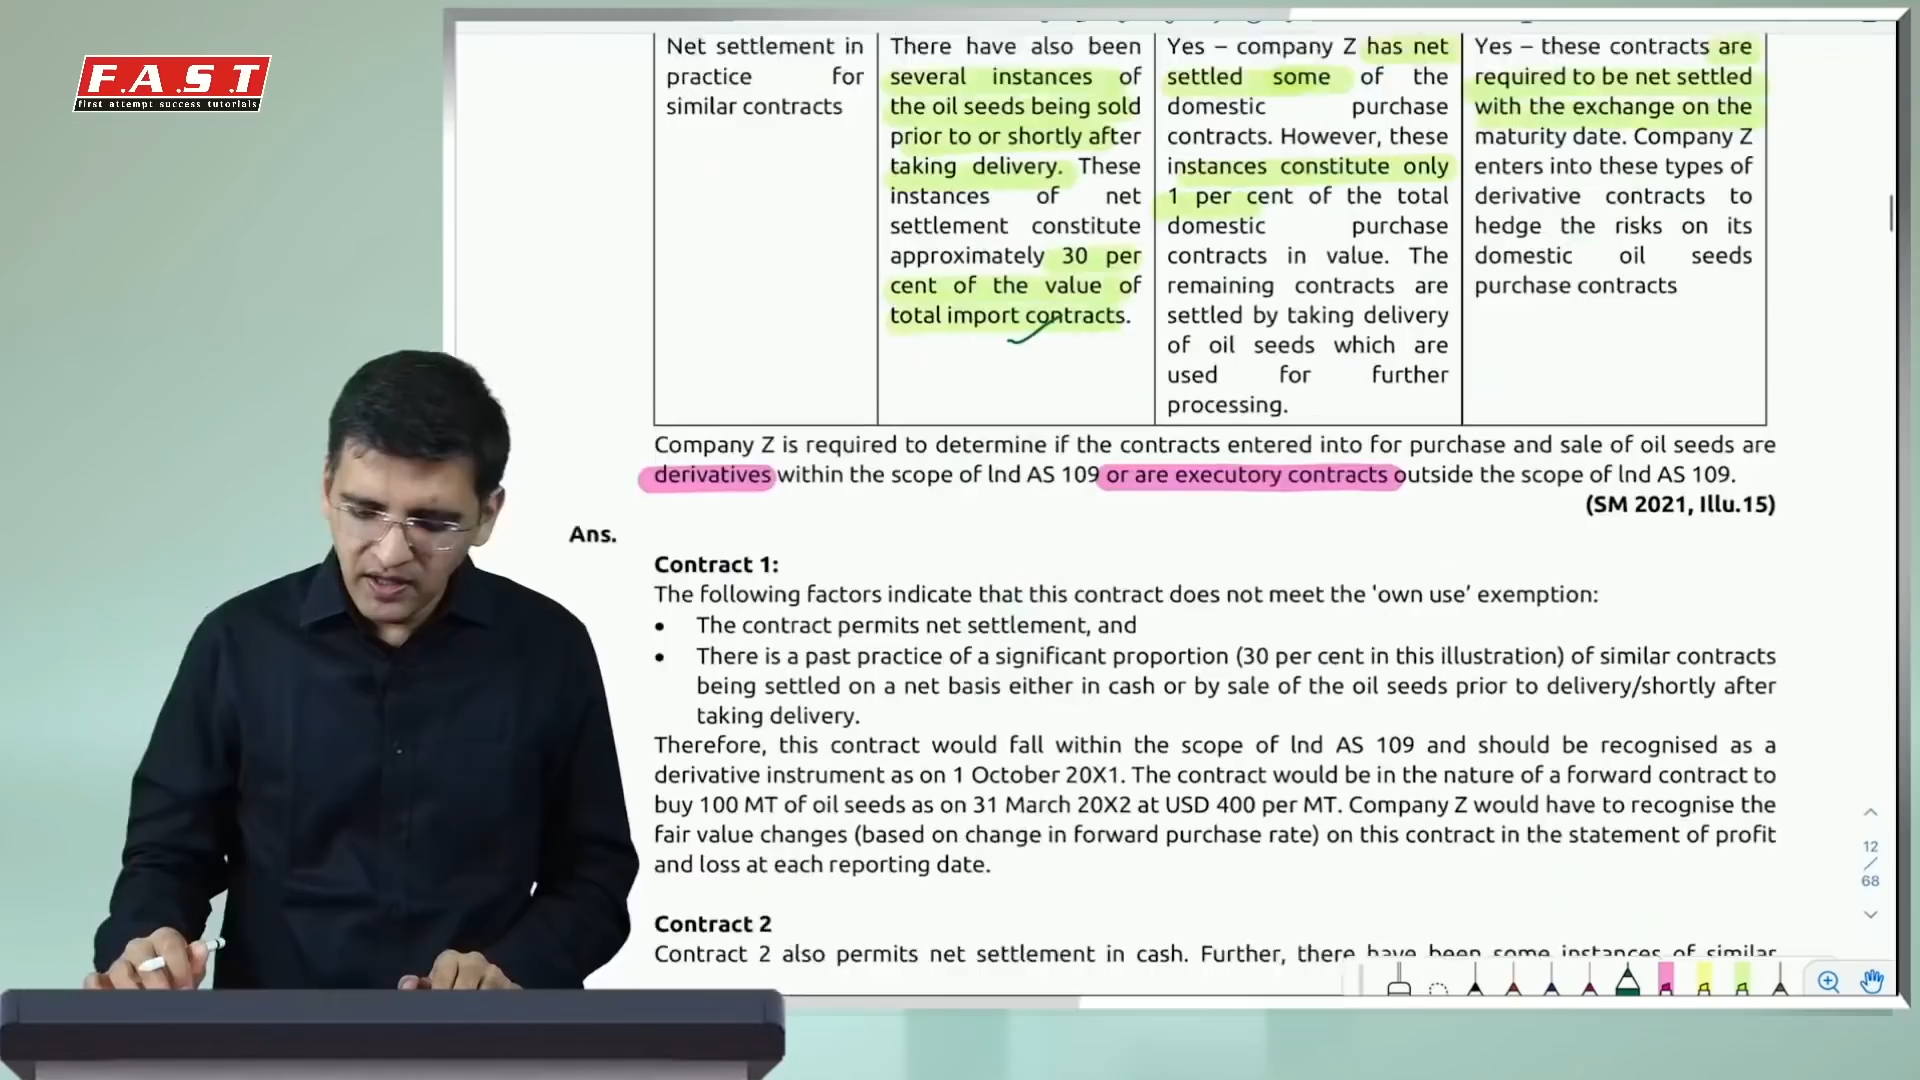 F.A.S.T
first attempt success tutorials
Net settlement in
practice for
similar contracts
There have also been
several instances of
the oil seeds being sold
prior to or shortly after
taking delivery. These
instances of net
settlement constitute
approximately 30 per
cent of the value of
total import contracts.
Yes – company Z has net
settled some of the
domestic purchase
contracts. However, these
instances constitute only
1 per cent of the total
domestic purchase
contracts in value. The
remaining contracts are
settled by taking delivery
of oil seeds which are
used for further
processing.
Yes – these contracts are
required to be net settled
with the exchange on the
maturity date. Company Z
enters into these types of
derivative contracts to
hedge the risks on its
domestic oil seeds
purchase contracts
Company Z is required to determine if the contracts entered into for purchase and sale of oil seeds are
derivatives within the scope of Ind AS 109 or are executory contracts outside the scope of Ind AS 109.
(SM 2021, Illu.15)
Ans.
Contract 1:
The following factors indicate that this contract does not meet the 'own use’ exemption:
• The contract permits net settlement, and
• There is a past practice of a significant proportion (30 per cent in this illustration) of similar contracts
being settled on a net basis either in cash or by sale of the oil seeds prior to delivery/shortly after
taking delivery.
Therefore, this contract would fall within the scope of Ind AS 109 and should be recognised as a
derivative instrument as on 1 October 20X1. The contract would be in the nature of a forward contract to
buy 100 MT of oil seeds as on 31 March 20X2 at USD 400 per MT. Company Z would have to recognise the
fair value changes (based on change in forward purchase rate) on this contract in the statement of profit
and loss at each reporting date.
Contract 2
Contract 2 also permits net settlement in cash. Further, there have been some instances of similar
12
/
68